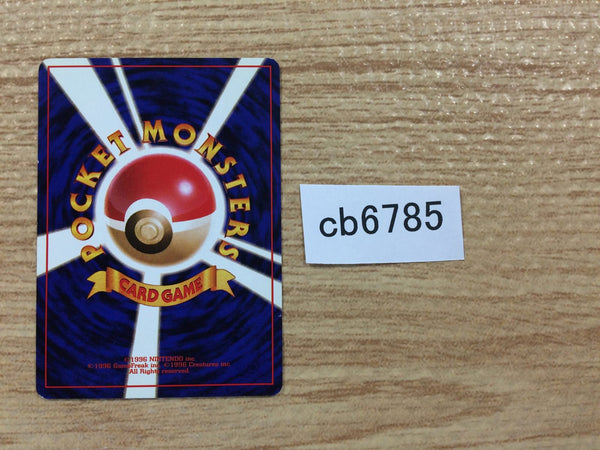 POCKET MONSTERS
CARD GAME
©1996 NINTENDO inc.
©1996 GameFreak inc. ©1996 Creatures inc.
All Rights reserved.
cb6785